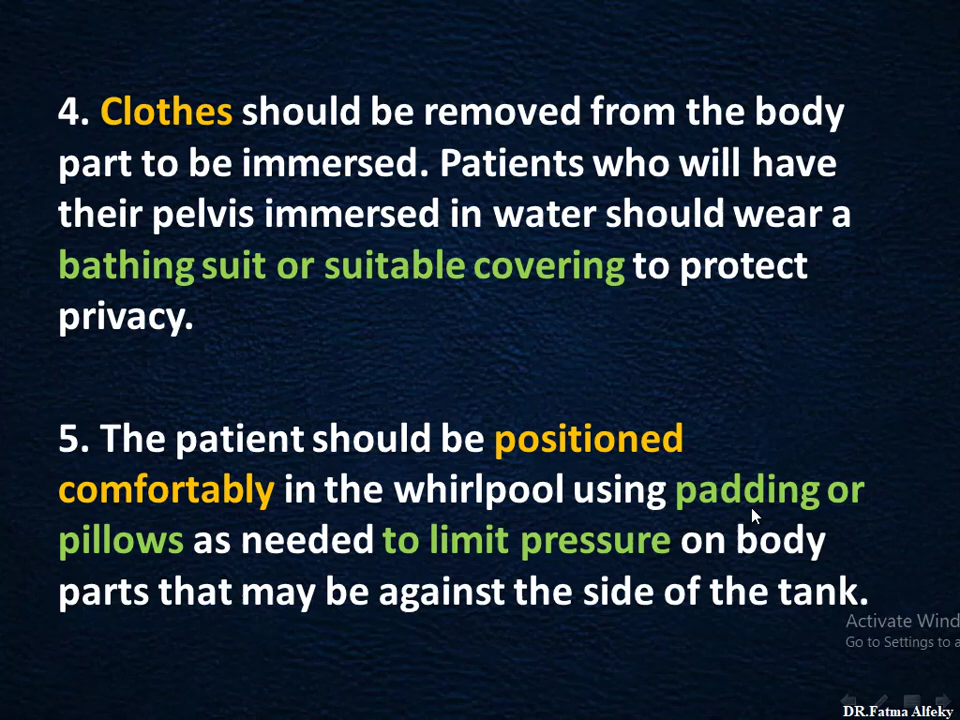 4. Clothes should be removed from the body
part to be immersed. Patients who will have
their pelvis immersed in water should wear a
bathing suit or suitable covering to protect
privacy.
5. The patient should be positioned
comfortably in the whirlpool using padding or
pillows as needed to limit pressure on body
parts that may be against the side of the tank.
Activate Wind
Go to Settings to a
DR.Fatma Alfeky